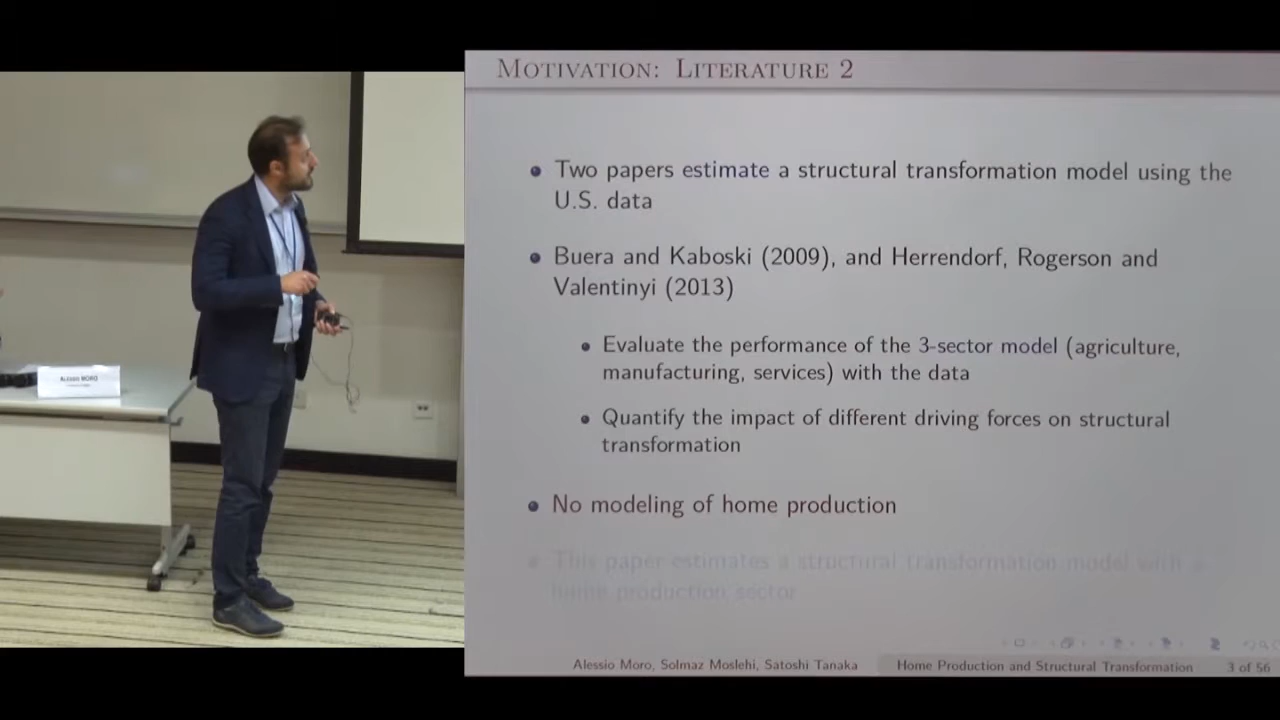 MOTIVATION: LITERATURE 2
Two papers estimate a structural transformation model using the
U.S. data
Buera and Kaboski (2009), and Herrendorf, Rogerson and
Valentinyi (2013)
Evaluate the performance of the 3-sector model (agriculture,
manufacturing, services) with the data
Quantify the impact of different driving forces on structural
transformation
No modeling of home production
This paper estimates a structural transformation model with a
home production sector
Alessio Moro, Solmaz Moslehi, Satoshi Tanaka
Home Production and Structural Transformation
3 of 56
Alessio MORO